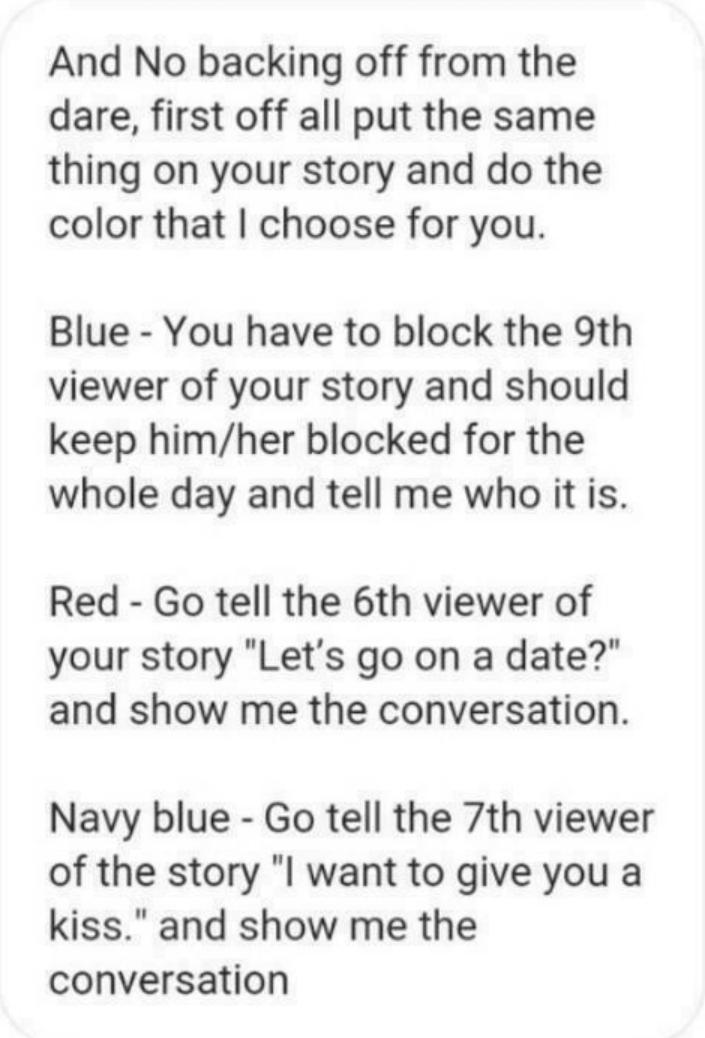 And No backing off from the
dare, first off all put the same
thing on your story and do the
color that I choose for you.
Blue - You have to block the 9th
viewer of your story and should
keep him/her blocked for the
whole day and tell me who it is.
Red - Go tell the 6th viewer of
your story "Let's go on a date?"
and show me the conversation.
Navy blue - Go tell the 7th viewer
of the story "I want to give you a
kiss." and show me the
conversation